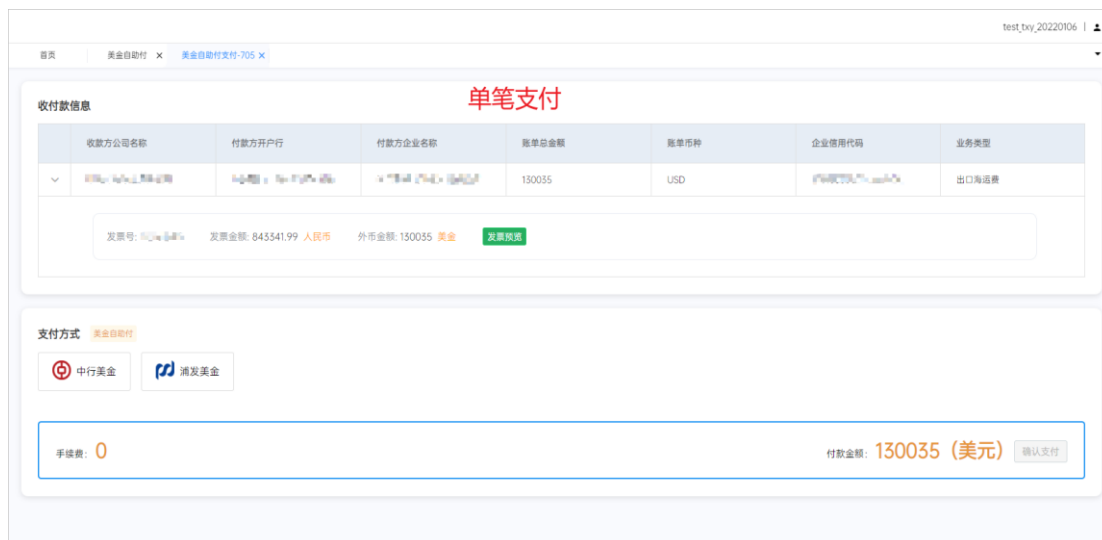 test_txy_20220106
首页 美金自助付 × 美金自助付支付-705 ×
单笔支付
收付款信息
收款方公司名称 付款方开户行 付款方企业名称 账单总金额 账单币种 企业信用代码 业务类型
130035 USD 出口海运费
发票号: 发票金额: 843341.99 人民币 外币金额: 130035 美金 发票预览
支付方式 美金自助付
中行美金 浦发美金
手续费: 0 付款金额: 130035（美元） 确认支付